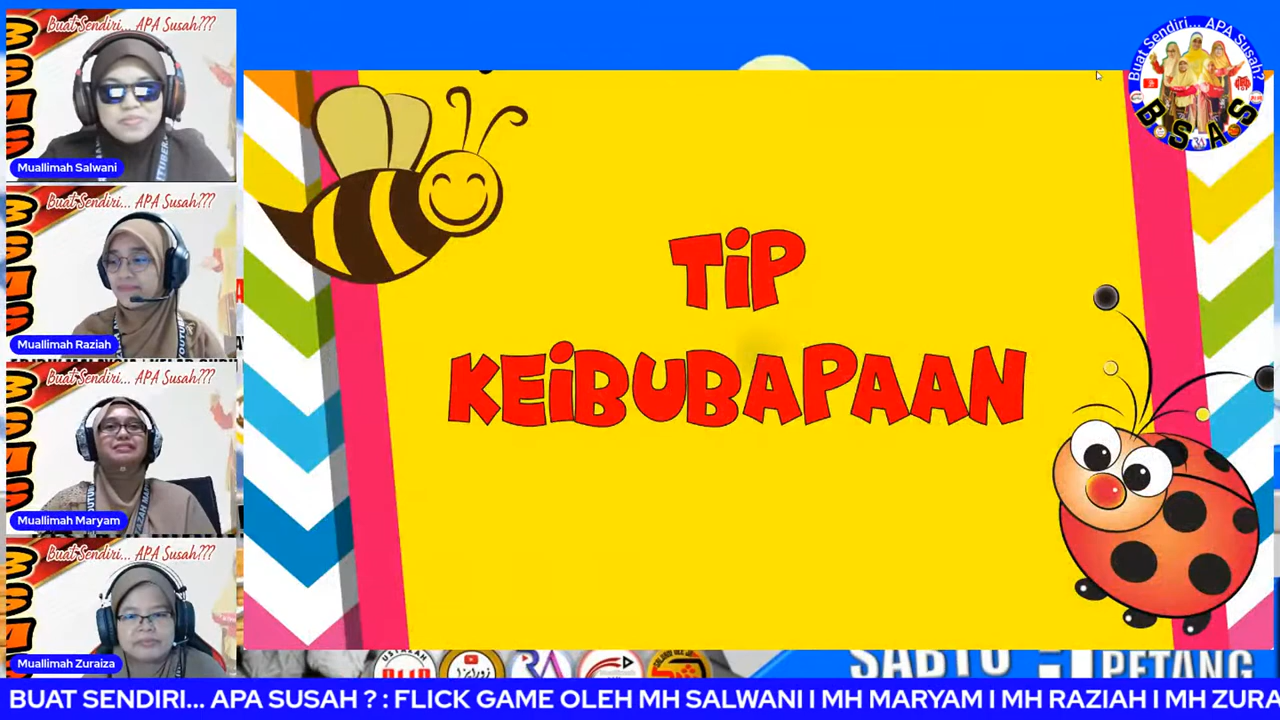 Buat Sendiri... APA Susah???
Muallimah Salwani
Buat Sendiri... APA Susah???
Muallimah Raziah
Buat Sendiri... APA Susah???
Muallimah Maryam
Buat Sendiri... APA Susah???
Muallimah Zuraiza
TiP
KEiBUBAPAAN
Buat Sendiri... APA Susah?
BSAS
SABTU
PETANG
BUAT SENDIRI... APA SUSAH ? : FLICK GAME OLEH MH SALWANI I MH MARYAM I MH RAZIAH I MH ZURA